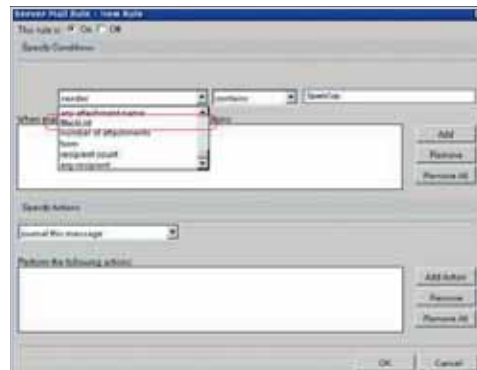 Server Mail Rule - New Rule
This rule is: On Off
Specify Conditions
sender contains SpamCop
any attachment name
Blacklist
number of attachments
form
recipient count
any recipient
When
Add
Remove
Remove All
Specify Actions
journal this message
Perform the following actions:
Add Action
Remove
Remove All
OK Cancel